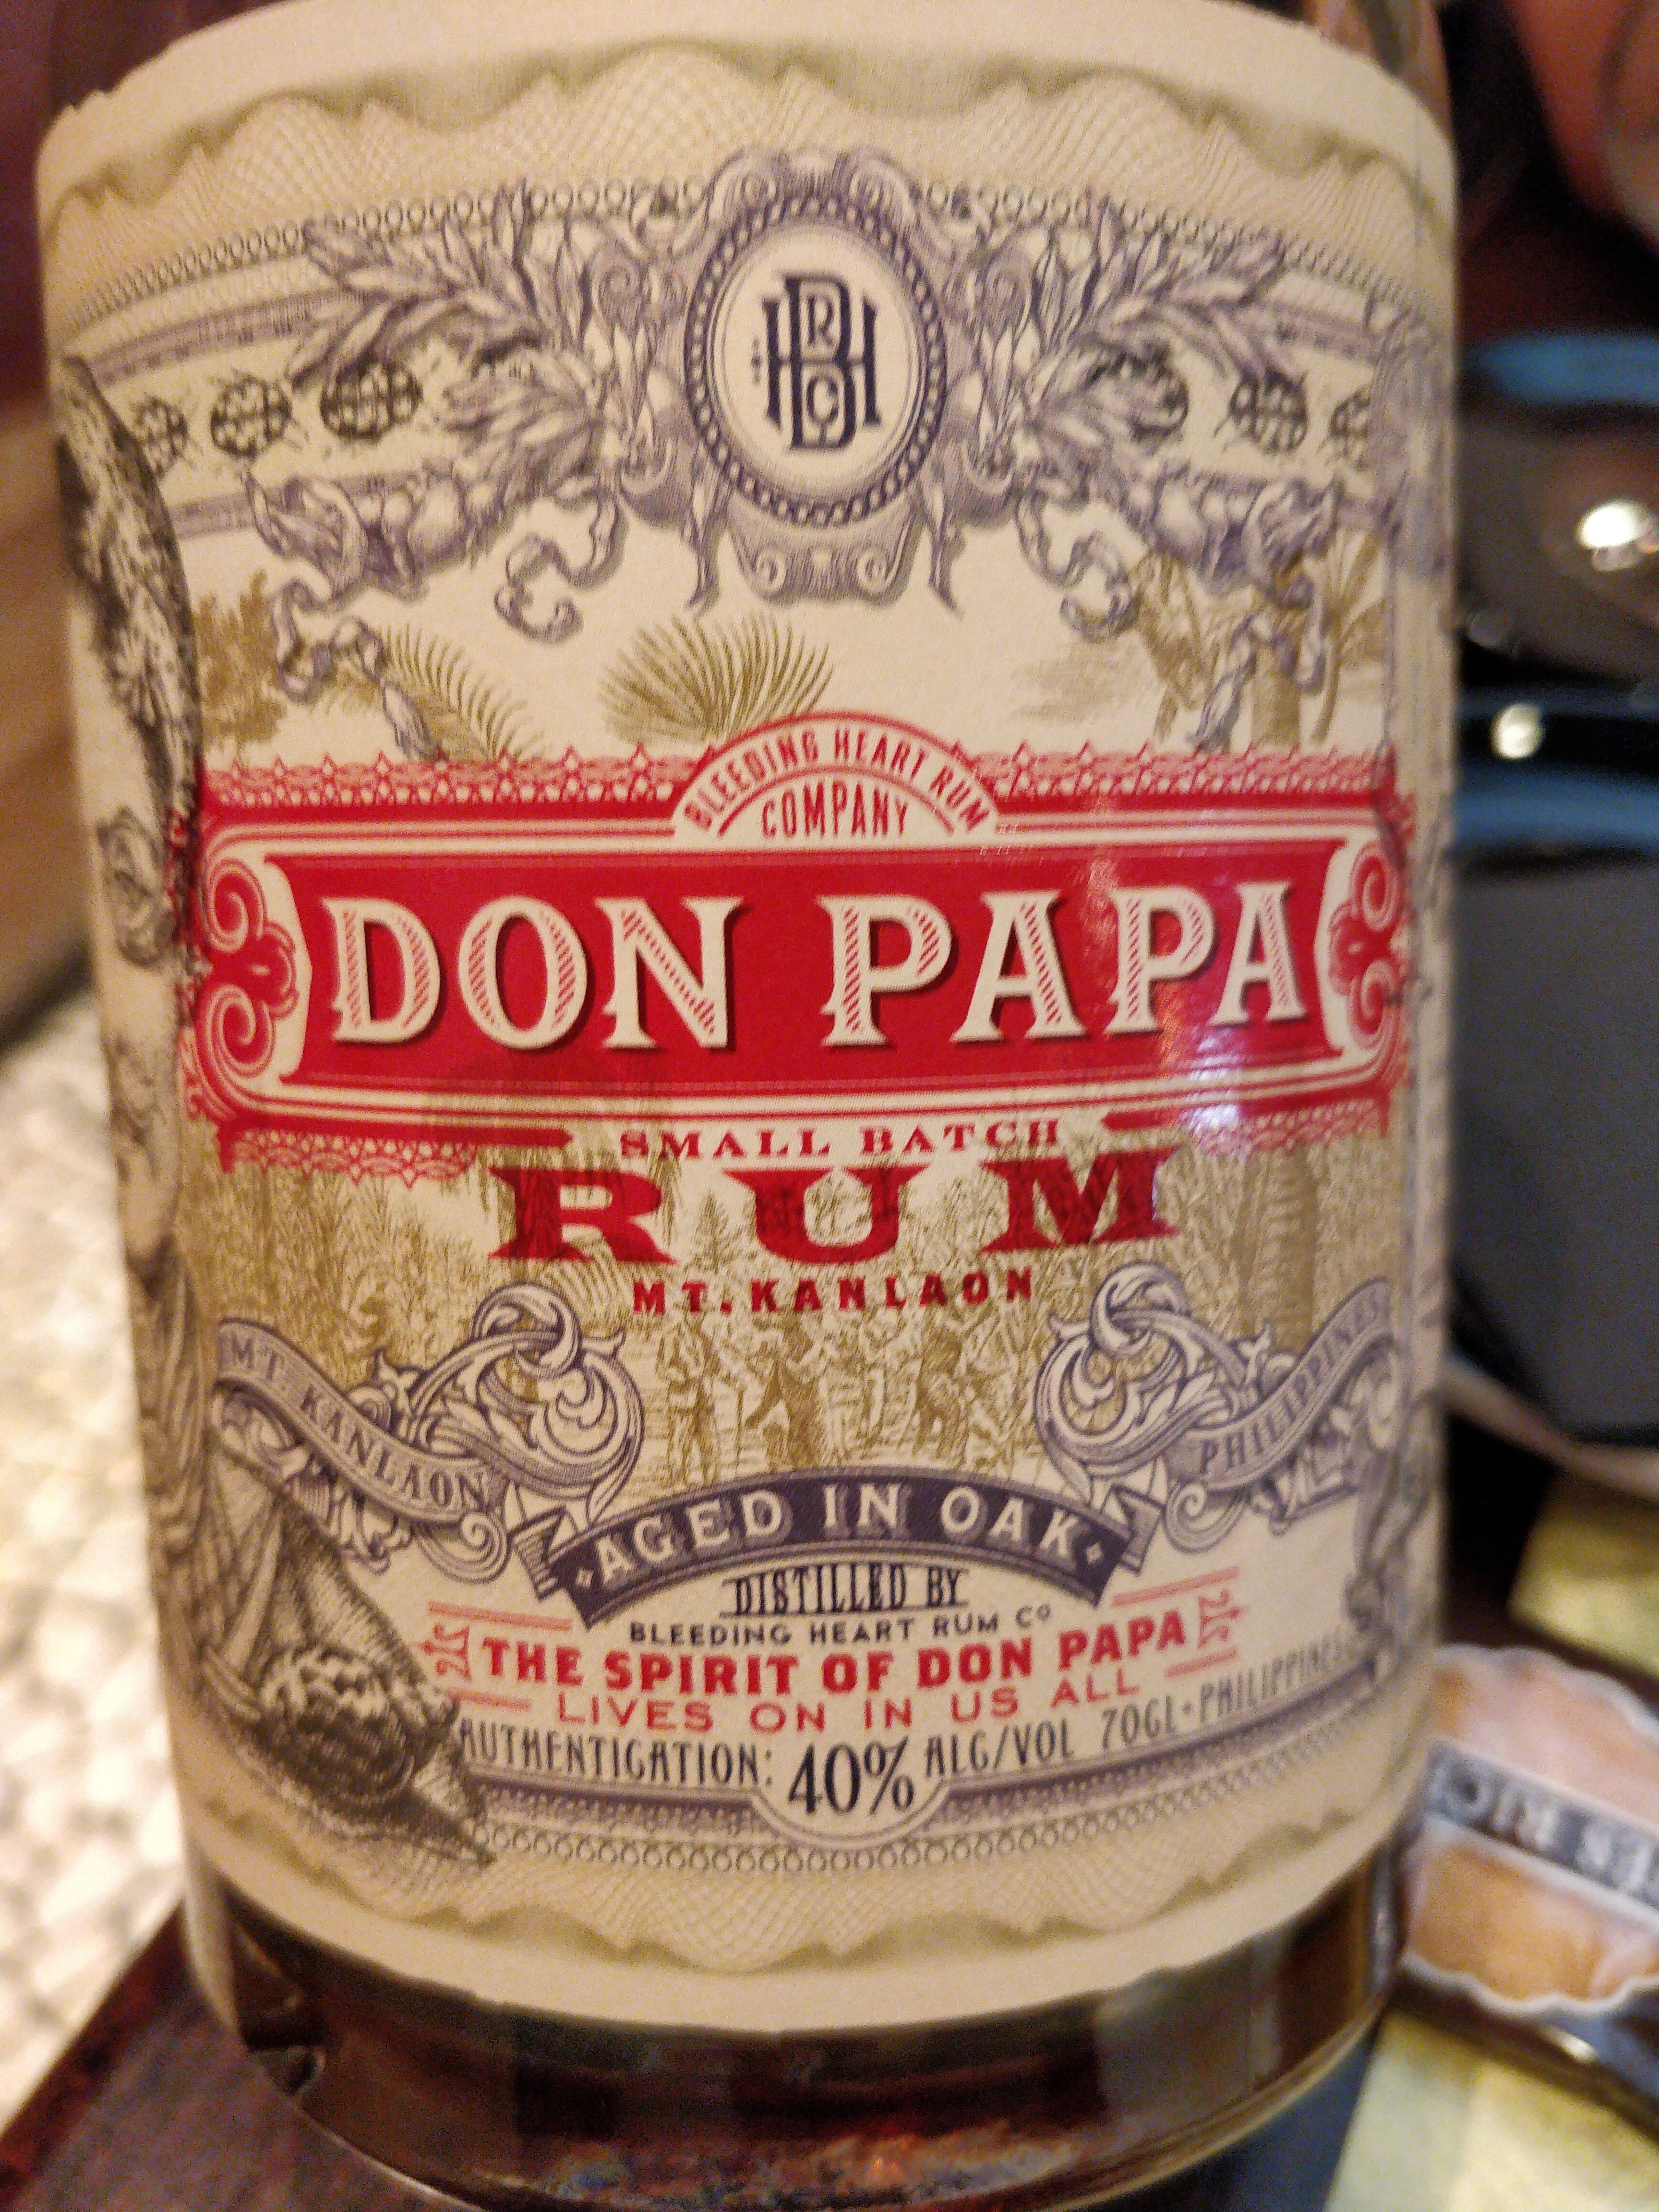 BHRC
BLEEDING HEART RUM
COMPANY
DON PAPA
SMALL BATCH
RUM
MT. KANLAON
MT. KANLAON
PHILIPPINES
AGED IN OAK
DISTILLED BY
BLEEDING HEART RUM Cº
THE SPIRIT OF DON PAPA
LIVES ON IN US ALL
AUTHENTICATION: 40% ALC/VOL 70CL · PHILIPPINES